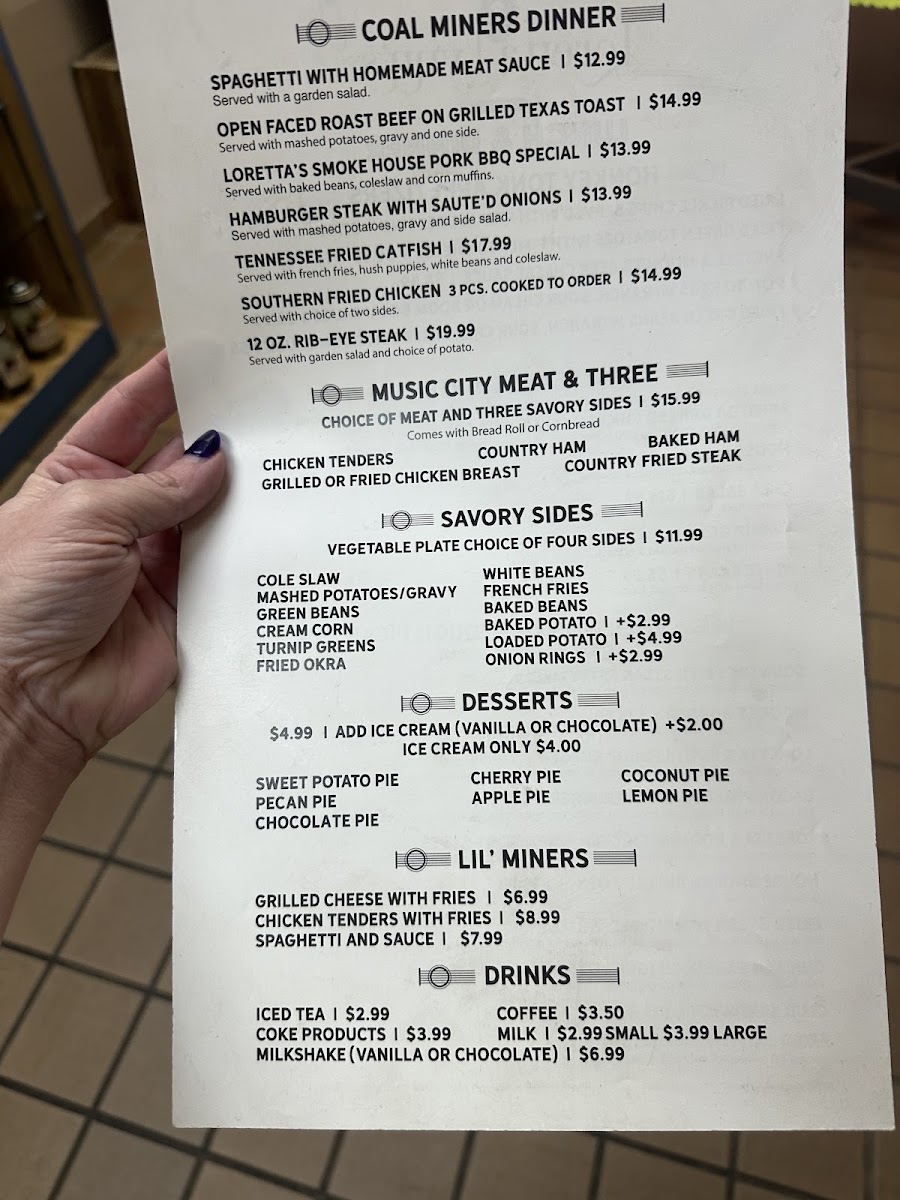 COAL MINERS DINNER
SPAGHETTI WITH HOMEMADE MEAT SAUCE | $12.99
Served with a garden salad.
OPEN FACED ROAST BEEF ON GRILLED TEXAS TOAST | $14.99
Served with mashed potatoes, gravy and one side.
LORETTA'S SMOKE HOUSE PORK BBQ SPECIAL | $13.99
Served with baked beans, coleslaw and corn muffins.
HAMBURGER STEAK WITH SAUTE'D ONIONS | $13.99
Served with mashed potatoes, gravy and side salad.
TENNESSEE FRIED CATFISH | $17.99
Served with french fries, hush puppies, white beans and coleslaw.
SOUTHERN FRIED CHICKEN 3 PCS. COOKED TO ORDER | $14.99
Served with choice of two sides.
12 OZ. RIB-EYE STEAK | $19.99
Served with garden salad and choice of potato.
MUSIC CITY MEAT & THREE
CHOICE OF MEAT AND THREE SAVORY SIDES | $15.99
Comes with Bread Roll or Cornbread
CHICKEN TENDERS COUNTRY HAM BAKED HAM
GRILLED OR FRIED CHICKEN BREAST COUNTRY FRIED STEAK
SAVORY SIDES
VEGETABLE PLATE CHOICE OF FOUR SIDES | $11.99
COLE SLAW
MASHED POTATOES/GRAVY
GREEN BEANS
CREAM CORN
TURNIP GREENS
FRIED OKRA
WHITE BEANS
FRENCH FRIES
BAKED BEANS
BAKED POTATO | +$2.99
LOADED POTATO | +$4.99
ONION RINGS | +$2.99
DESSERTS
$4.99 | ADD ICE CREAM (VANILLA OR CHOCOLATE) +$2.00
ICE CREAM ONLY $4.00
SWEET POTATO PIE CHERRY PIE COCONUT PIE
PECAN PIE APPLE PIE LEMON PIE
CHOCOLATE PIE
LIL' MINERS
GRILLED CHEESE WITH FRIES | $6.99
CHICKEN TENDERS WITH FRIES | $8.99
SPAGHETTI AND SAUCE | $7.99
DRINKS
ICED TEA | $2.99 COFFEE | $3.50
COKE PRODUCTS | $3.99 MILK | $2.99 SMALL $3.99 LARGE
MILKSHAKE (VANILLA OR CHOCOLATE) | $6.99